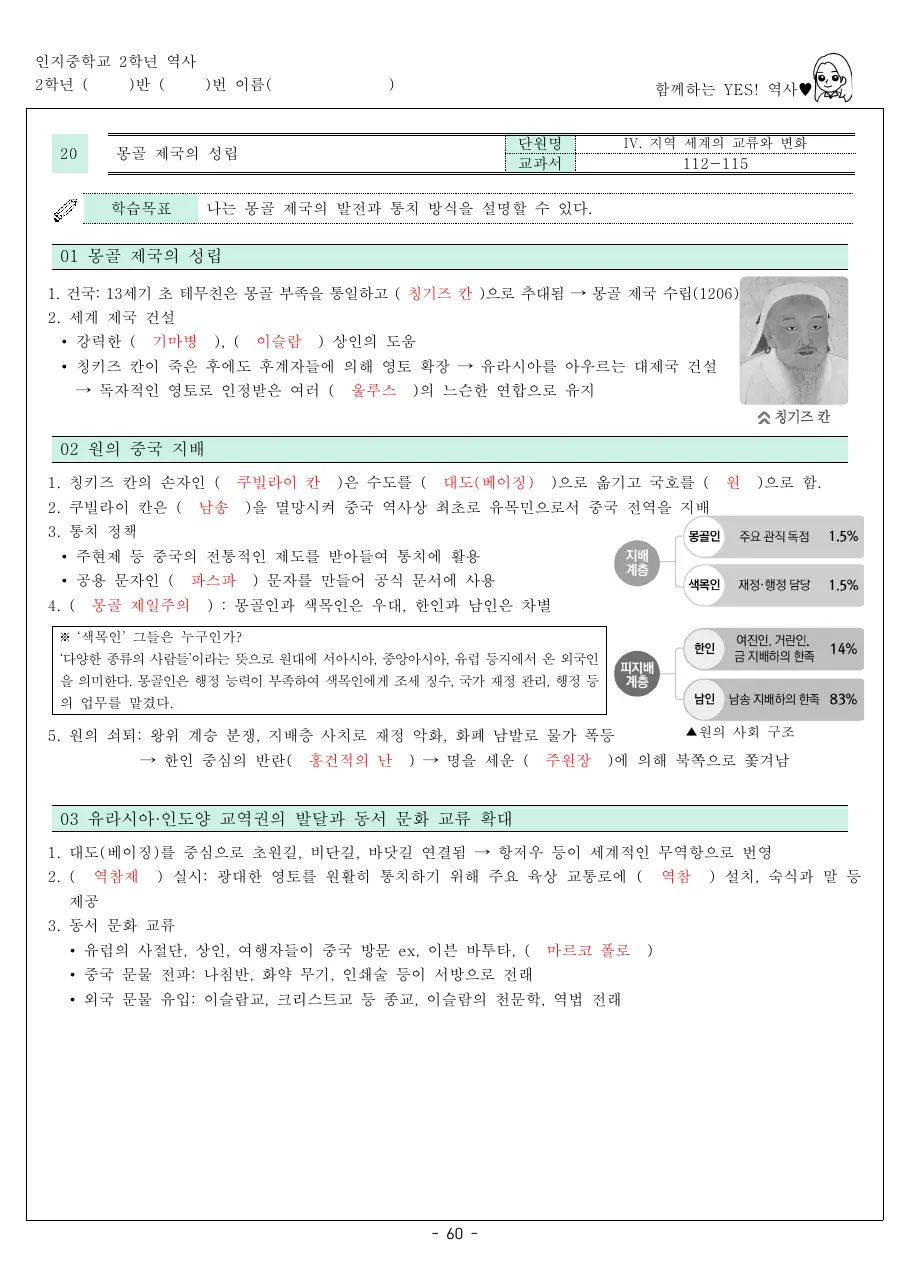 인지중학교 2학년 역사
2학년 ( )반 ( )번 이름( )
함께하는 YES! 역사♥
20
몽골 제국의 성립
단원명
Ⅳ. 지역 세계의 교류와 변화
교과서
112-115
학습목표
나는 몽골 제국의 발전과 통치 방식을 설명할 수 있다.
01 몽골 제국의 성립
1. 건국: 13세기 초 테무친은 몽골 부족을 통일하고 ( 칭기즈 칸 )으로 추대됨 → 몽골 제국 수립(1206)
2. 세계 제국 건설
• 강력한 ( 기마병 ), ( 이슬람 ) 상인의 도움
• 칭키즈 칸이 죽은 후에도 후계자들에 의해 영토 확장 → 유라시아를 아우르는 대제국 건설
→ 독자적인 영토로 인정받은 여러 ( 울루스 )의 느슨한 연합으로 유지
칭기즈 칸
02 원의 중국 지배
1. 칭키즈 칸의 손자인 ( 쿠빌라이 칸 )은 수도를 ( 대도(베이징) )으로 옮기고 국호를 ( 원 )으로 함.
2. 쿠빌라이 칸은 ( 남송 )을 멸망시켜 중국 역사상 최초로 유목민으로서 중국 전역을 지배
3. 통치 정책
• 주현제 등 중국의 전통적인 제도를 받아들여 통치에 활용
• 공용 문자인 ( 파스파 ) 문자를 만들어 공식 문서에 사용
4. ( 몽골 제일주의 ) : 몽골인과 색목인은 우대, 한인과 남인은 차별
※ ‘색목인’ 그들은 누구인가?
‘다양한 종류의 사람들’이라는 뜻으로 원대에 서아시아, 중앙아시아, 유럽 등지에서 온 외국인
을 의미한다. 몽골인은 행정 능력이 부족하여 색목인에게 조세 징수, 국가 재정 관리, 행정 등
의 업무를 맡겼다.
지배
계층
몽골인 주요 관직 독점 1.5%
색목인 재정·행정 담당 1.5%
피지배
계층
한인 여진인, 거란인,
금 지배하의 한족 14%
남인 남송 지배하의 한족 83%
▲원의 사회 구조
5. 원의 쇠퇴: 왕위 계승 분쟁, 지배층 사치로 재정 악화, 화폐 남발로 물가 폭등
→ 한인 중심의 반란( 홍건적의 난 ) → 명을 세운 ( 주원장 )에 의해 북쪽으로 쫓겨남
03 유라시아·인도양 교역권의 발달과 동서 문화 교류 확대
1. 대도(베이징)를 중심으로 초원길, 비단길, 바닷길 연결됨 → 항저우 등이 세계적인 무역항으로 번영
2. ( 역참제 ) 실시: 광대한 영토를 원활히 통치하기 위해 주요 육상 교통로에 ( 역참 ) 설치, 숙식과 말 등
제공
3. 동서 문화 교류
• 유럽의 사절단, 상인, 여행자들이 중국 방문 ex, 이븐 바투타, ( 마르코 폴로 )
• 중국 문물 전파: 나침반, 화약 무기, 인쇄술 등이 서방으로 전래
• 외국 문물 유입: 이슬람교, 크리스트교 등 종교, 이슬람의 천문학, 역법 전래
- 60 -